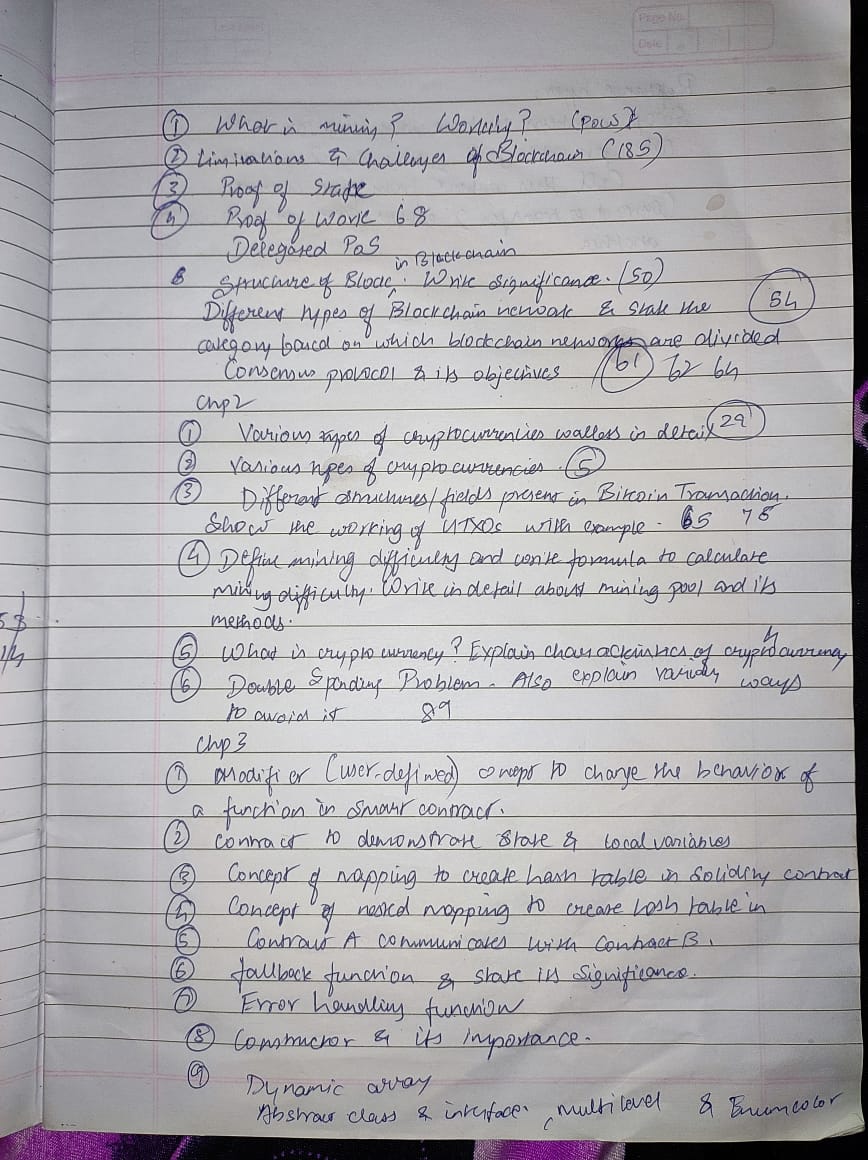 Page No.
Date
① What is mining? Working? (PoW)
② Limitations & Challenges of Blockchain (185)
③ Proof of Stake
④ Proof of Work 68
Delegated PoS
Structure of Block in Blockchain. Write significance. (50)
Different types of Blockchain network & state the 54
category based on which blockchain networks are divided
Consensus protocol & its objectives 61 62 64
Chp 2
① Various types of cryptocurrencies wallets in detail 29
② Various types of cryptocurrencies. 5
③ Different structures/fields present in Bitcoin Transaction.
Show the working of UTXOs with example - 65 75
④ Define mining difficulty and write formula to calculate
mining difficulty. Write in detail about mining pool and its
methods.
⑤ What is cryptocurrency? Explain characteristics of cryptocurrency 4
⑥ Double Spending Problem - Also explain various ways
to avoid it 89
Chp 3
① Modifier (user-defined) concept to change the behavior of
a function in smart contract.
② Contract to demonstrate state & local variables
③ Concept of mapping to create hash table in Solidity contract
④ Concept of nested mapping to create hash table in
⑤ Contract A communicates with Contract B.
⑥ fallback function & state its significance.
⑦ Error handling function
⑧ Constructor & its importance.
⑨ Dynamic array
Abstract class & interface. multilevel & Enum color